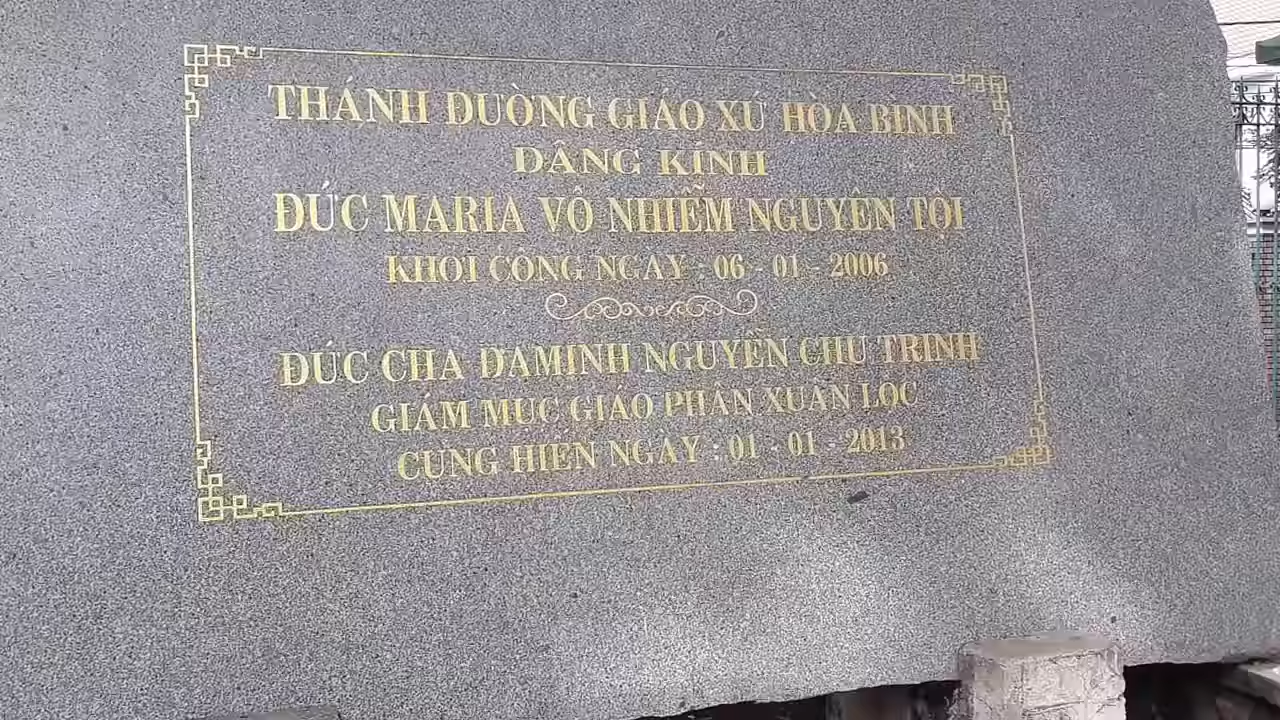 THÁNH ĐƯỜNG GIÁO XỨ HÒA BÌNH
DÂNG KÍNH
ĐỨC MARIA VÔ NHIỄM NGUYÊN TỘI
KHỞI CÔNG NGÀY : 06 - 01 - 2006
ĐỨC CHA ĐAMINH NGUYỄN CHU TRINH
GIÁM MỤC GIÁO PHẬN XUÂN LỘC
CUNG HIẾN NGÀY : 01 - 01 - 2013